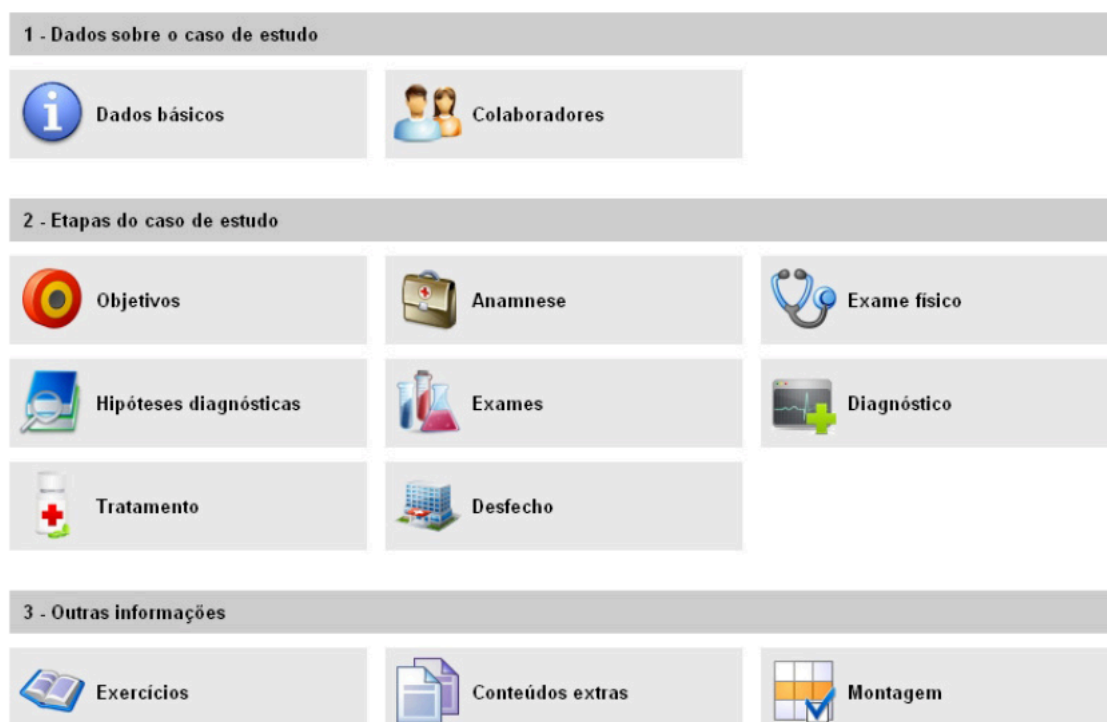 1 - Dados sobre o caso de estudo
Dados básicos
Colaboradores
2 - Etapas do caso de estudo
Objetivos
Anamnese
Exame físico
Hipóteses diagnósticas
Exames
Diagnóstico
Tratamento
Desfecho
3 - Outras informações
Exercícios
Conteúdos extras
Montagem